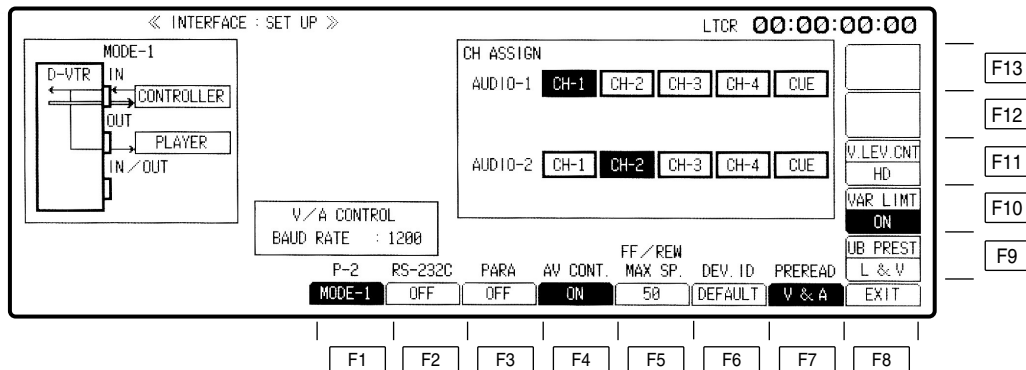 ≪ INTERFACE : SET UP ≫
LTCR 00:00:00:00
MODE-1
D-VTR
IN
CONTROLLER
OUT
PLAYER
IN/OUT
CH ASSIGN
AUDIO-1 CH-1 CH-2 CH-3 CH-4 CUE
AUDIO-2 CH-1 CH-2 CH-3 CH-4 CUE
V/A CONTROL
BAUD RATE : 1200
V.LEV.CNT
HD
VAR LIMT
ON
UB PREST
L & V
EXIT
P-2 RS-232C PARA AV CONT. FF/REW MAX SP. DEV. ID PREREAD
MODE-1 OFF OFF ON 50 DEFAULT V & A
F13
F12
F11
F10
F9
F1 F2 F3 F4 F5 F6 F7 F8